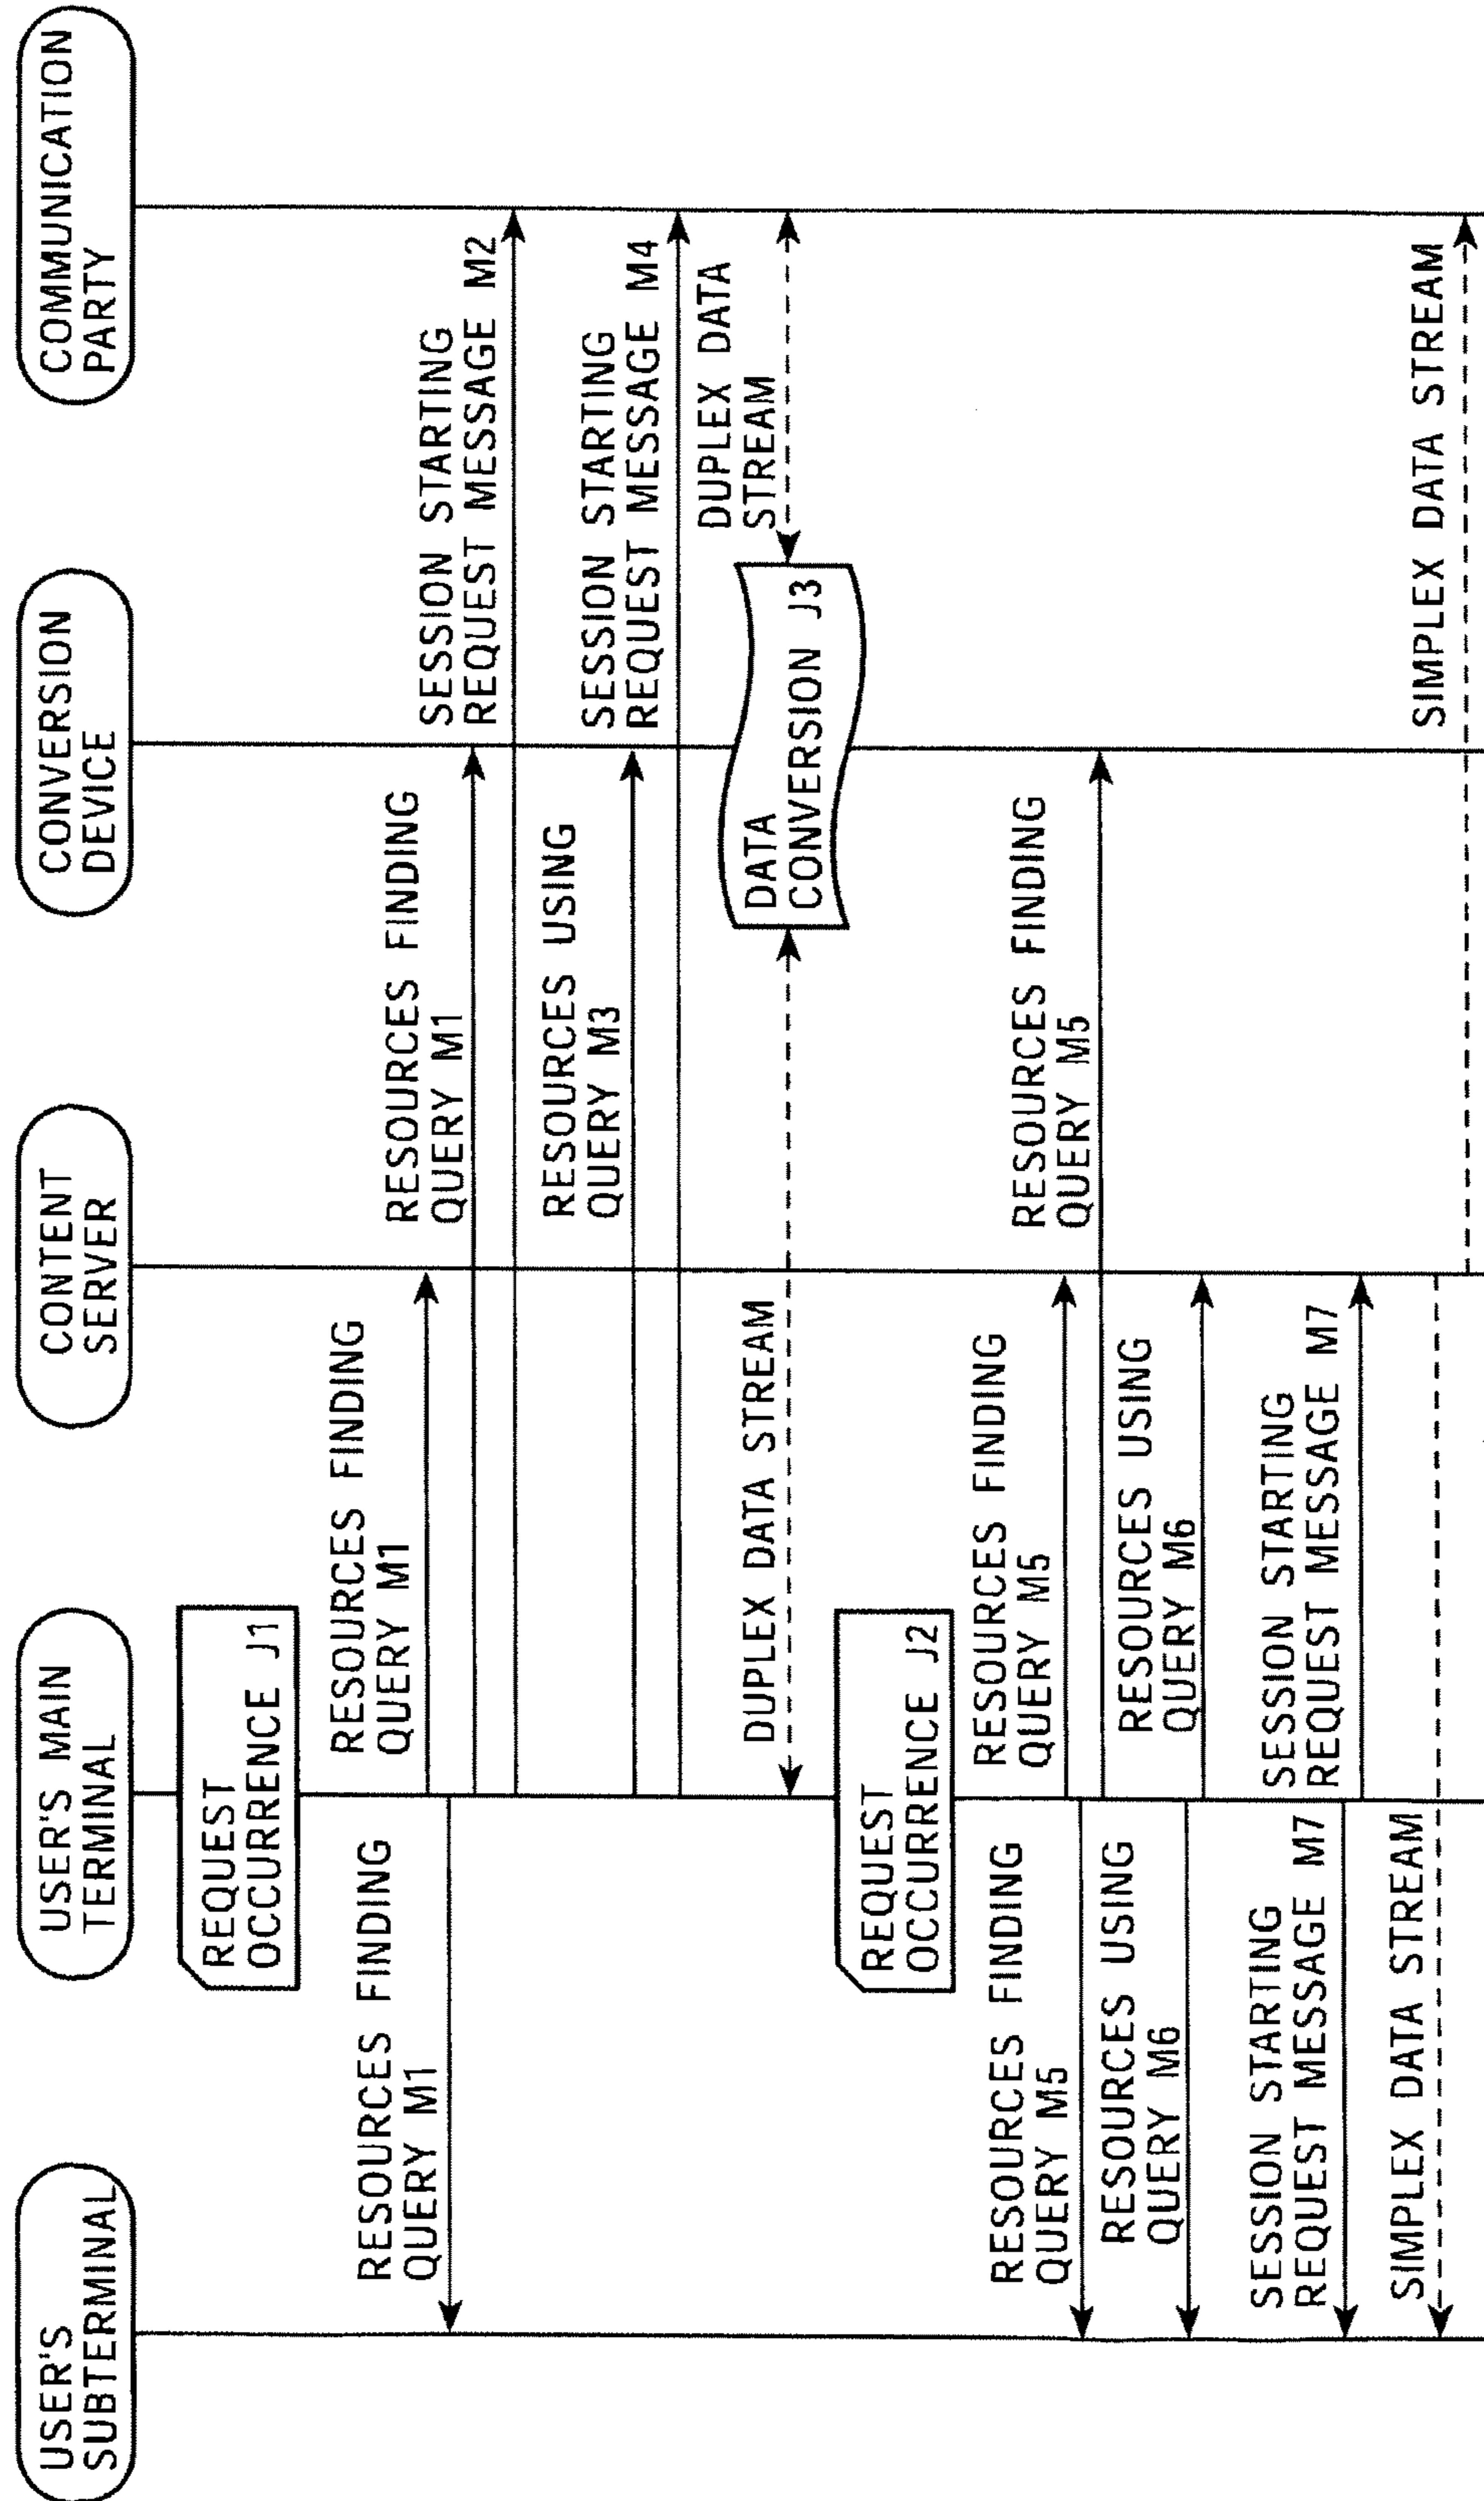 USER'S
SUBTERMINAL
USER'S MAIN
TERMINAL
CONTENT
SERVER
CONVERSION
DEVICE
COMMUNICATION
PARTY
REQUEST
OCCURRENCE J1
RESOURCES FINDING
QUERY M1
RESOURCES FINDING
QUERY M1
RESOURCES FINDING
QUERY M1
SESSION STARTING
REQUEST MESSAGE M2
RESOURCES USING
QUERY M3
SESSION STARTING
REQUEST MESSAGE M4
DUPLEX DATA
STREAM
DUPLEX DATA STREAM
DATA
CONVERSION J3
REQUEST
OCCURRENCE J2
RESOURCES FINDING
QUERY M5
RESOURCES FINDING
QUERY M5
RESOURCES FINDING
QUERY M5
RESOURCES USING
QUERY M6
RESOURCES USING
QUERY M6
SESSION STARTING
REQUEST MESSAGE M7
SESSION STARTING
REQUEST MESSAGE M7
SIMPLEX DATA STREAM
SIMPLEX DATA STREAM